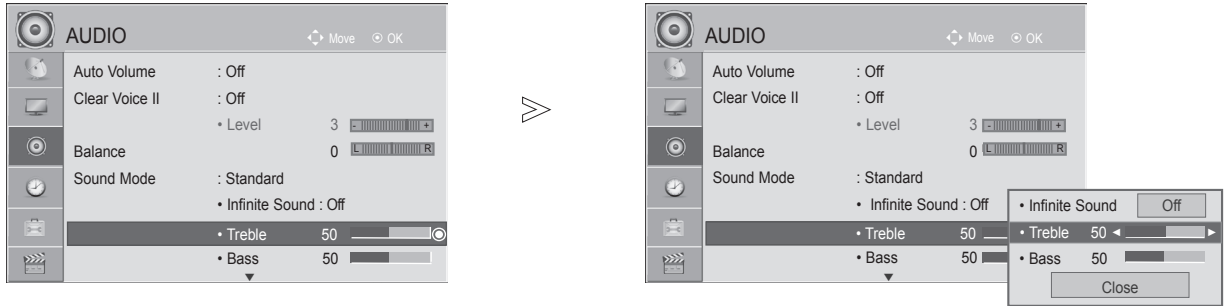 AUDIO Move OK
Auto Volume : Off
Clear Voice II : Off
• Level 3 - +
Balance 0 L R
Sound Mode : Standard
• Infinite Sound : Off
• Treble 50
• Bass 50
AUDIO Move OK
Auto Volume : Off
Clear Voice II : Off
• Level 3 - +
Balance 0 L R
Sound Mode : Standard
• Infinite Sound : Off
• Treble 50
• Bass 50
• Infinite Sound Off
• Treble 50
• Bass 50
Close